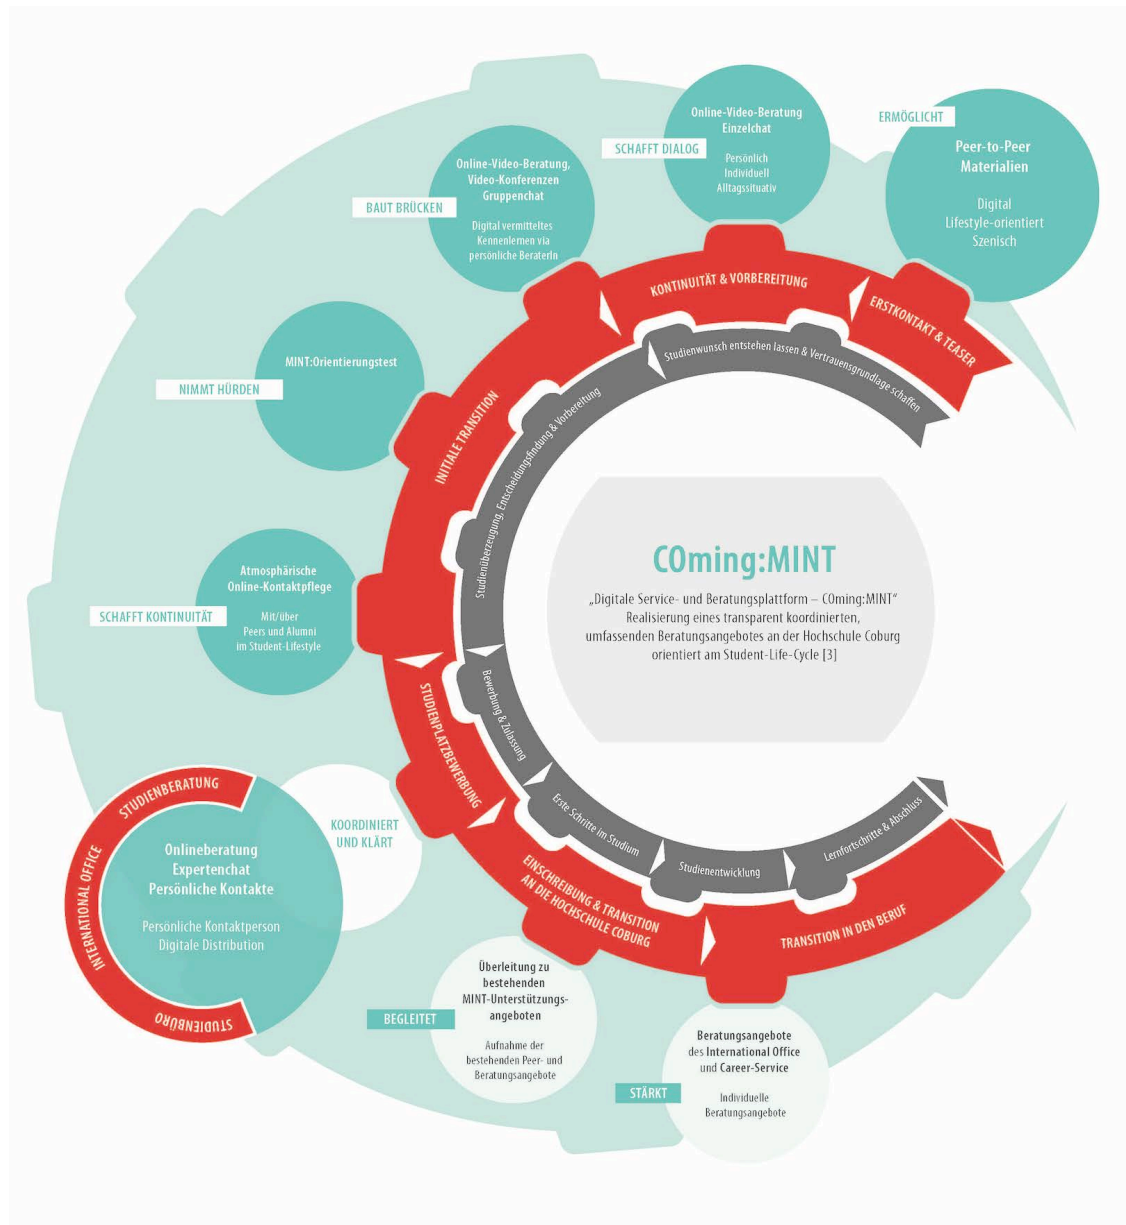 ERMÖGLICHT
Peer-to-Peer
Materialien
Digital
Lifestyle-orientiert
Szenisch
SCHAFFT DIALOG
Online-Video-Beratung
Einzelchat
Persönlich
Individuell
Alltagssituativ
BAUT BRÜCKEN
Online-Video-Beratung,
Video-Konferenzen
Gruppenchat
Digital vermitteltes
Kennenlernen via
persönliche BeraterIn
NIMMT HÜRDEN
MINT:Orientierungstest
SCHAFFT KONTINUITÄT
Atmosphärische
Online-Kontaktpflege
Mit/über
Peers und Alumni
im Student-Lifestyle
KOORDINIERT
UND KLÄRT
STUDIENBERATUNG
INTERNATIONAL OFFICE
STUDIENBÜRO
Onlineberatung
Expertenchat
Persönliche Kontakte
Persönliche Kontaktperson
Digitale Distribution
BEGLEITET
Überleitung zu
bestehenden
MINT-Unterstützungs-
angeboten
Aufnahme der
bestehenden Peer- und
Beratungsangebote
STÄRKT
Beratungsangebote
des International Office
und Career-Service
Individuelle
Beratungsangebote
ERSTKONTAKT & TEASER
KONTINUITÄT & VORBEREITUNG
INITIALE TRANSITION
STUDIENPLATZBEWERBUNG
EINSCHREIBUNG & TRANSITION
AN DIE HOCHSCHULE COBURG
TRANSITION IN DEN BERUF
Studienwunsch entstehen lassen & Vertrauensgrundlage schaffen
Studienüberzeugung, Entscheidungsfindung & Vorbereitung
Bewerbung & Zulassung
Erste Schritte im Studium
Studienentwicklung
Lernfortschritte & Abschluss
COming:MINT
„Digitale Service- und Beratungsplattform – COming:MINT“
Realisierung eines transparent koordinierten,
umfassenden Beratungsangebotes an der Hochschule Coburg
orientiert am Student-Life-Cycle [3]